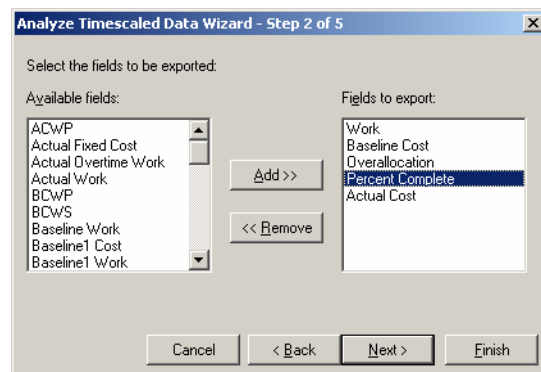 Analyze Timescaled Data Wizard - Step 2 of 5
Select the fields to be exported:
Available fields:
ACWP
Actual Fixed Cost
Actual Overtime Work
Actual Work
BCWP
BCWS
Baseline Work
Baseline1 Cost
Baseline1 Work
Add >>
<< Remove
Fields to export:
Work
Baseline Cost
Overallocation
Percent Complete
Actual Cost
Cancel
< Back
Next >
Finish